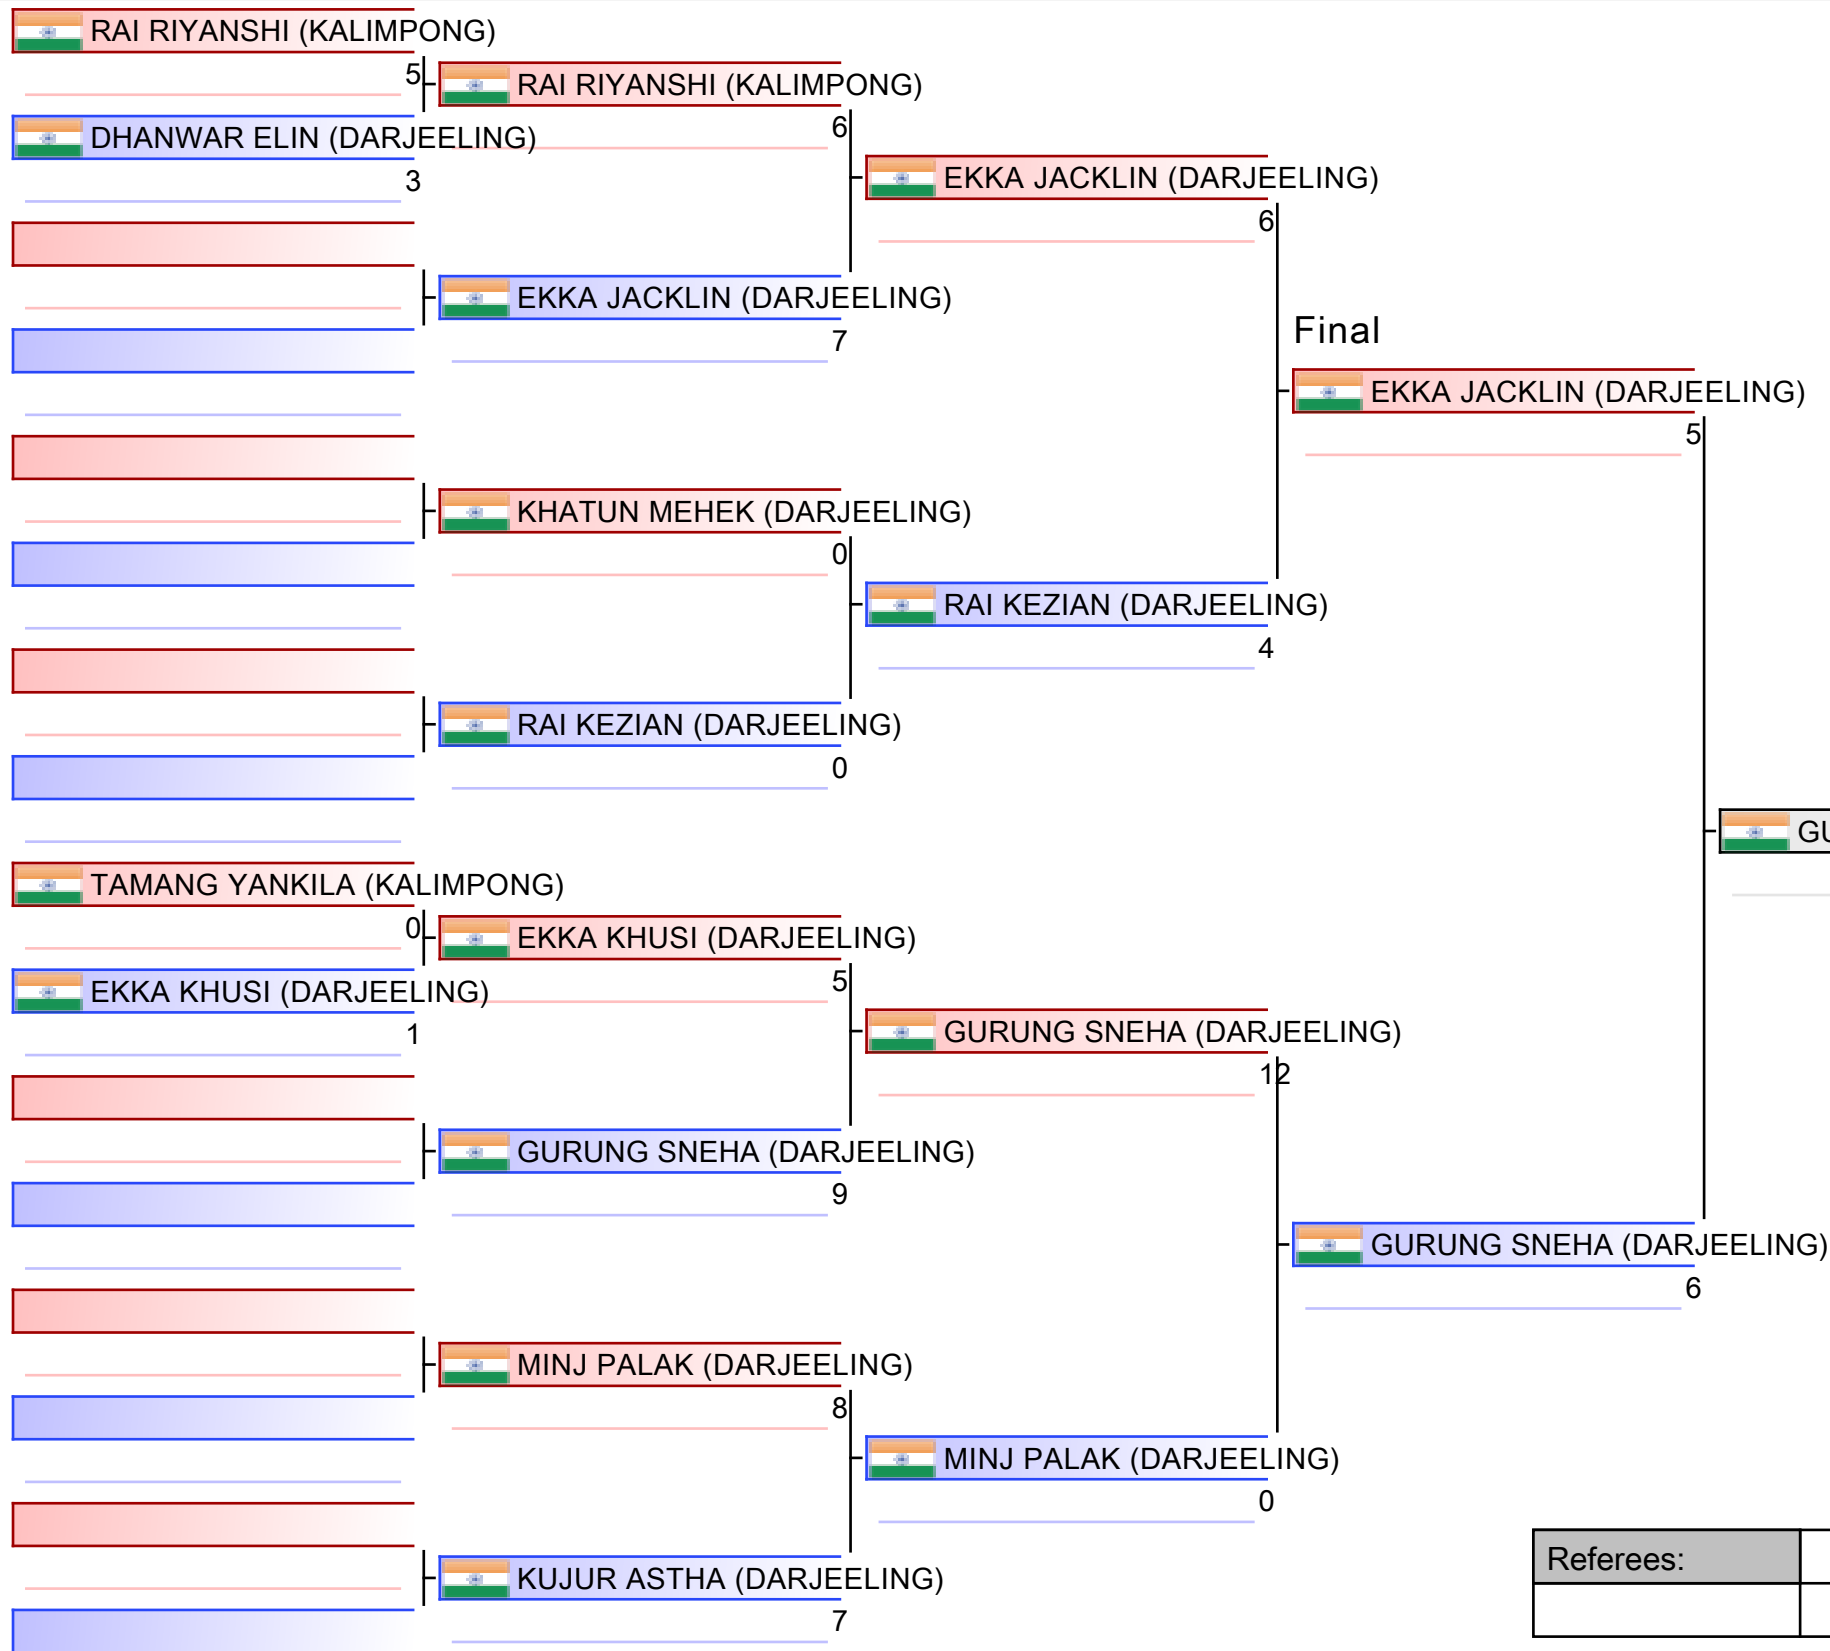 RAI RIYANSHI (KALIMPONG)
5
RAI RIYANSHI (KALIMPONG)
6
DHANWAR ELIN (DARJEELING)
3
EKKA JACKLIN (DARJEELING)
6
EKKA JACKLIN (DARJEELING)
7
Final
EKKA JACKLIN (DARJEELING)
5
KHATUN MEHEK (DARJEELING)
0
RAI KEZIAN (DARJEELING)
4
RAI KEZIAN (DARJEELING)
0
GU
TAMANG YANKILA (KALIMPONG)
0
EKKA KHUSI (DARJEELING)
5
EKKA KHUSI (DARJEELING)
1
GURUNG SNEHA (DARJEELING)
12
GURUNG SNEHA (DARJEELING)
9
GURUNG SNEHA (DARJEELING)
6
MINJ PALAK (DARJEELING)
8
MINJ PALAK (DARJEELING)
0
KUJUR ASTHA (DARJEELING)
7
Referees: